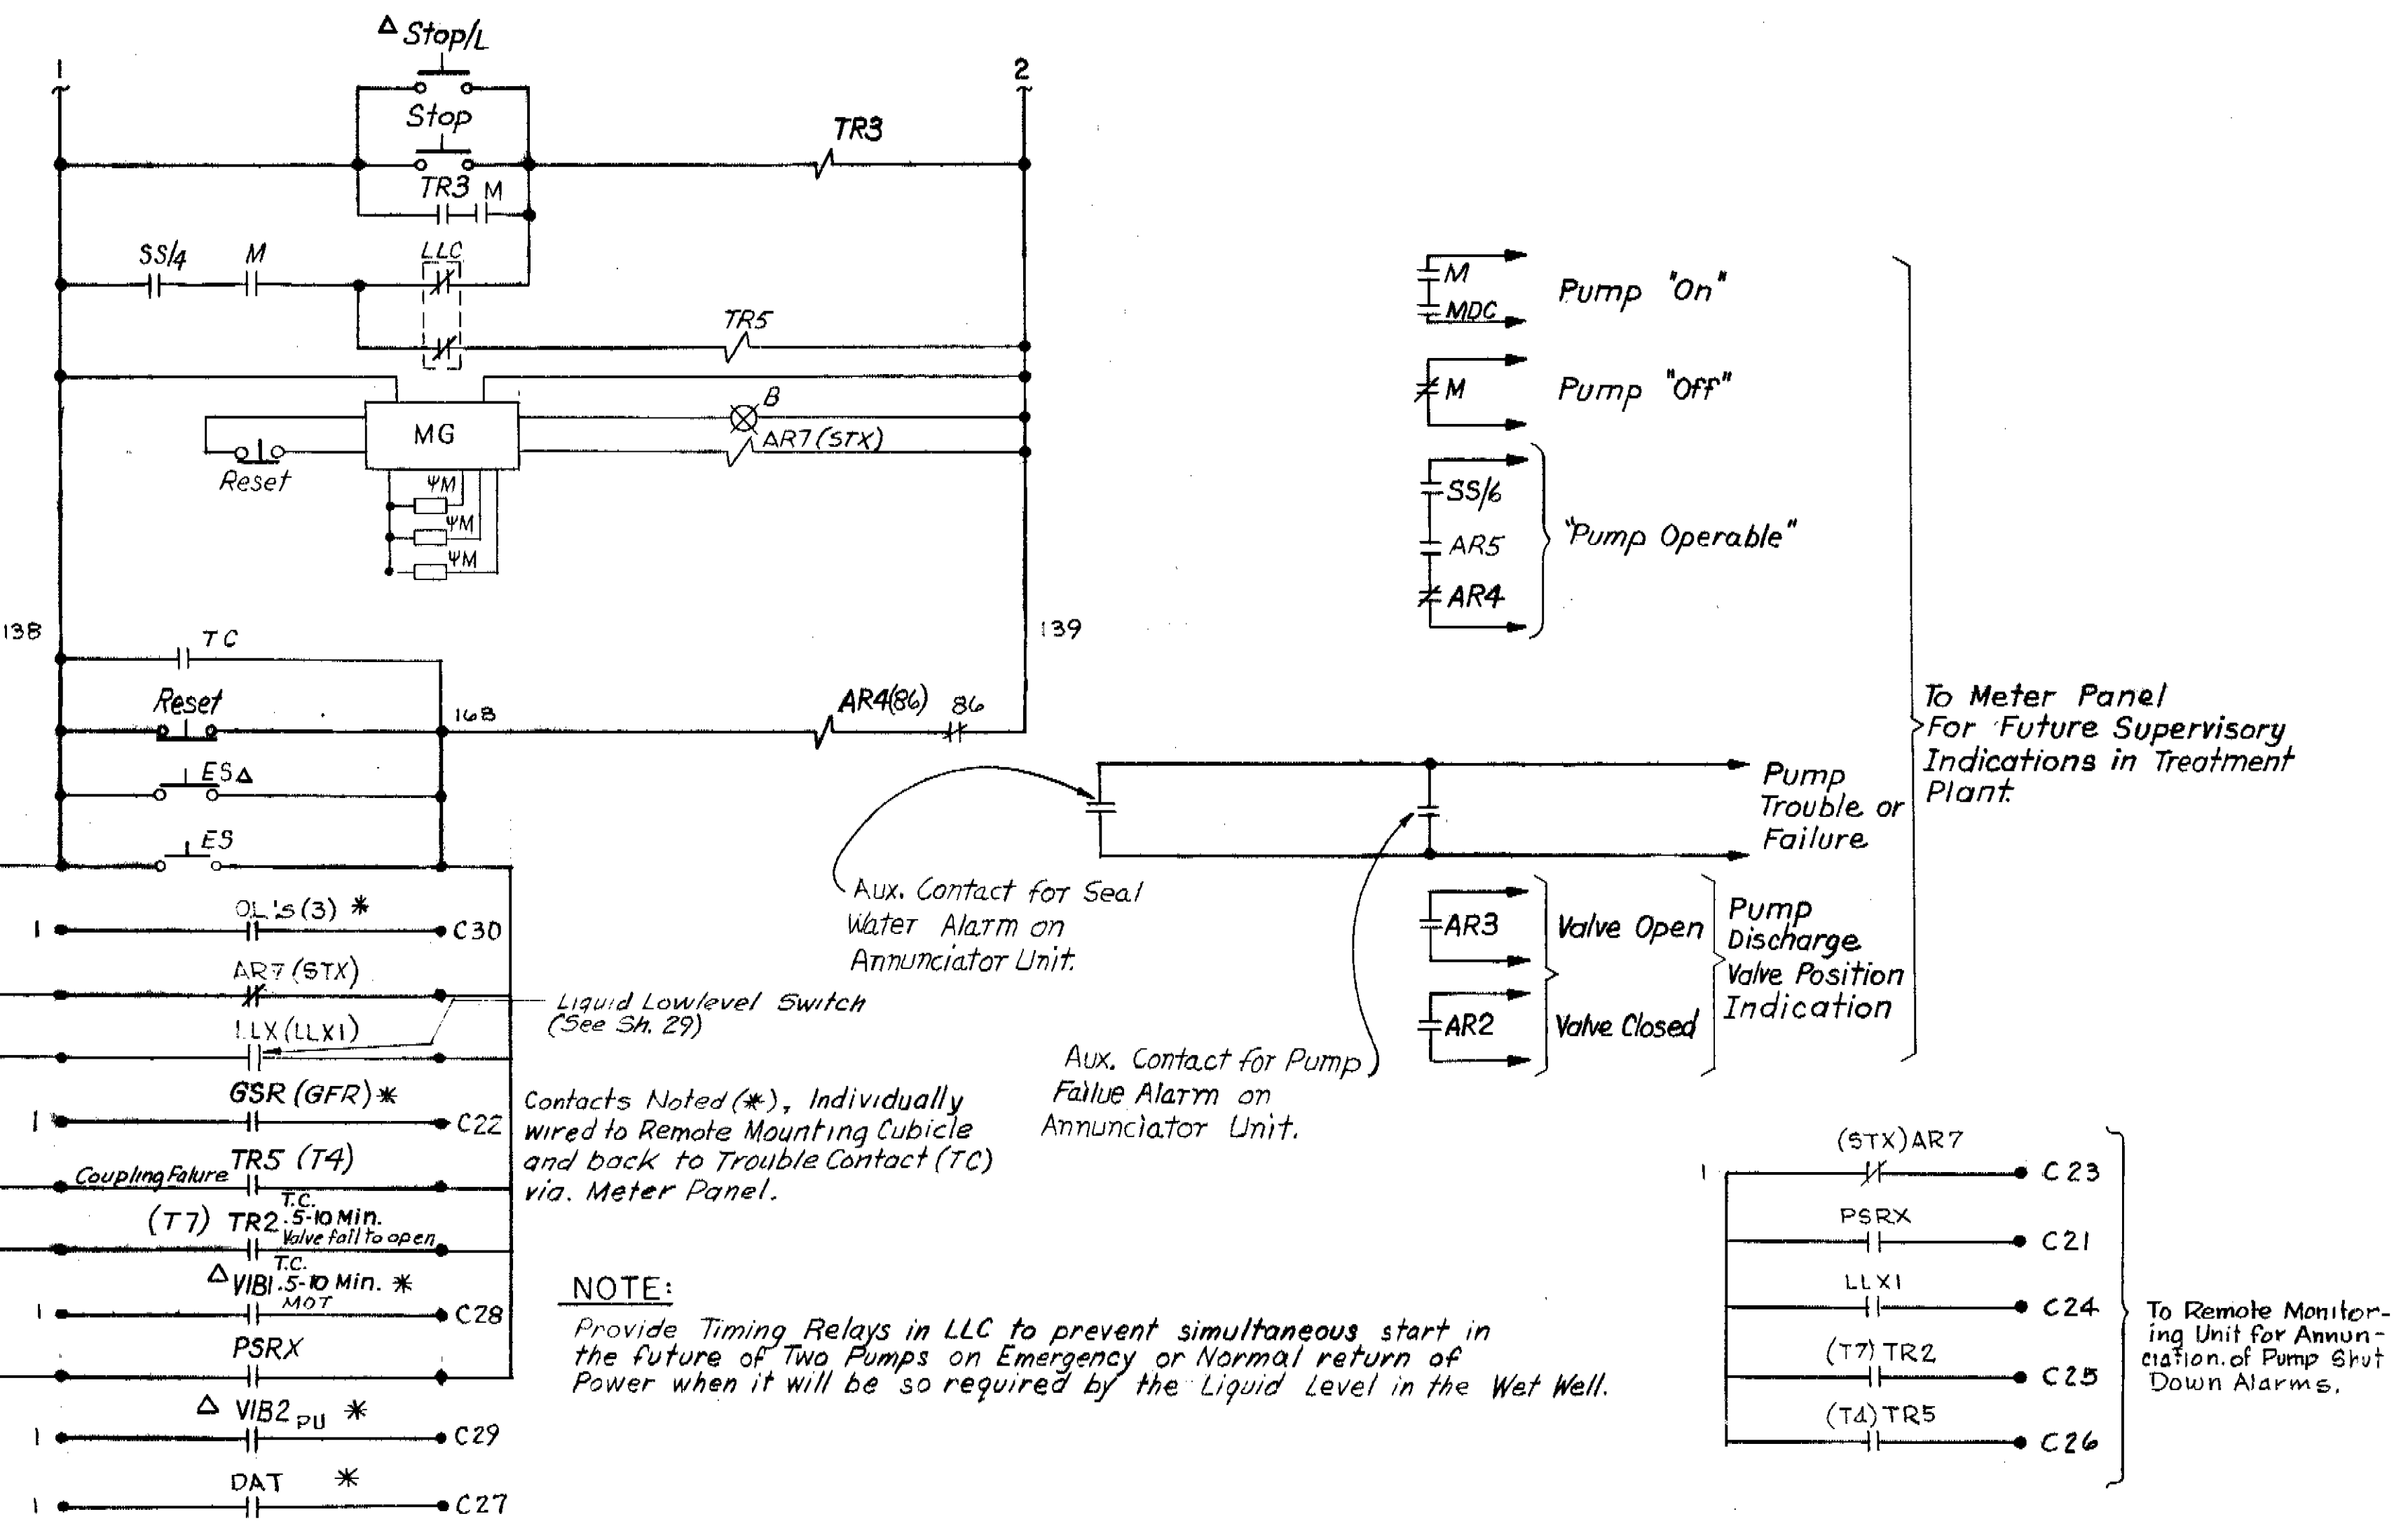 △ Stop/L
1
2
Stop
TR3
TR3 M
SS/4 M LLC
TR5
B
MG
AR7 (STX)
Reset
ΨM
ΨM
ΨM
138
139
TC
Reset
168
AR4(86) 86
ES△
ES
OL's (3) *
1 C30
AR7 (STX)
LLX (LLX1)
Liquid Lowlevel Switch
(See Sh. 29)
GSR (GFR) *
1 C22
TR5 (T4)
Coupling Falure
T.C.
(T7) TR2 .5-10 Min.
Valve fail to open
T.C.
△ VIB1 .5-10 Min. *
MOT
1 C28
PSRX
△ VIB2 PU *
1 C29
DAT *
1 C27
Contacts Noted (*), Individually
wired to Remote Mounting Cubicle
and back to Trouble Contact (TC)
via. Meter Panel.
NOTE:
Provide Timing Relays in LLC to prevent simultaneous start in
the future of Two Pumps on Emergency or Normal return of
Power when it will be so required by the Liquid Level in the Wet Well.
M
MDC
Pump "On"
M
Pump "Off"
SS/6
AR5
AR4
"Pump Operable"
To Meter Panel
For Future Supervisory
Indications in Treatment
Plant.
Pump
Trouble or
Failure
Aux. Contact for Seal
Water Alarm on
Annunciator Unit.
Aux. Contact for Pump
Failue Alarm on
Annunciator Unit.
AR3
Valve Open
AR2
Valve Closed
Pump
Discharge
Valve Position
Indication
(STX) AR7
1 C23
PSRX
C21
LLX1
C24
(T7) TR2
C25
(T4) TR5
C26
To Remote Monitor-
ing Unit for Annun-
ciation. of Pump Shut
Down Alarms.